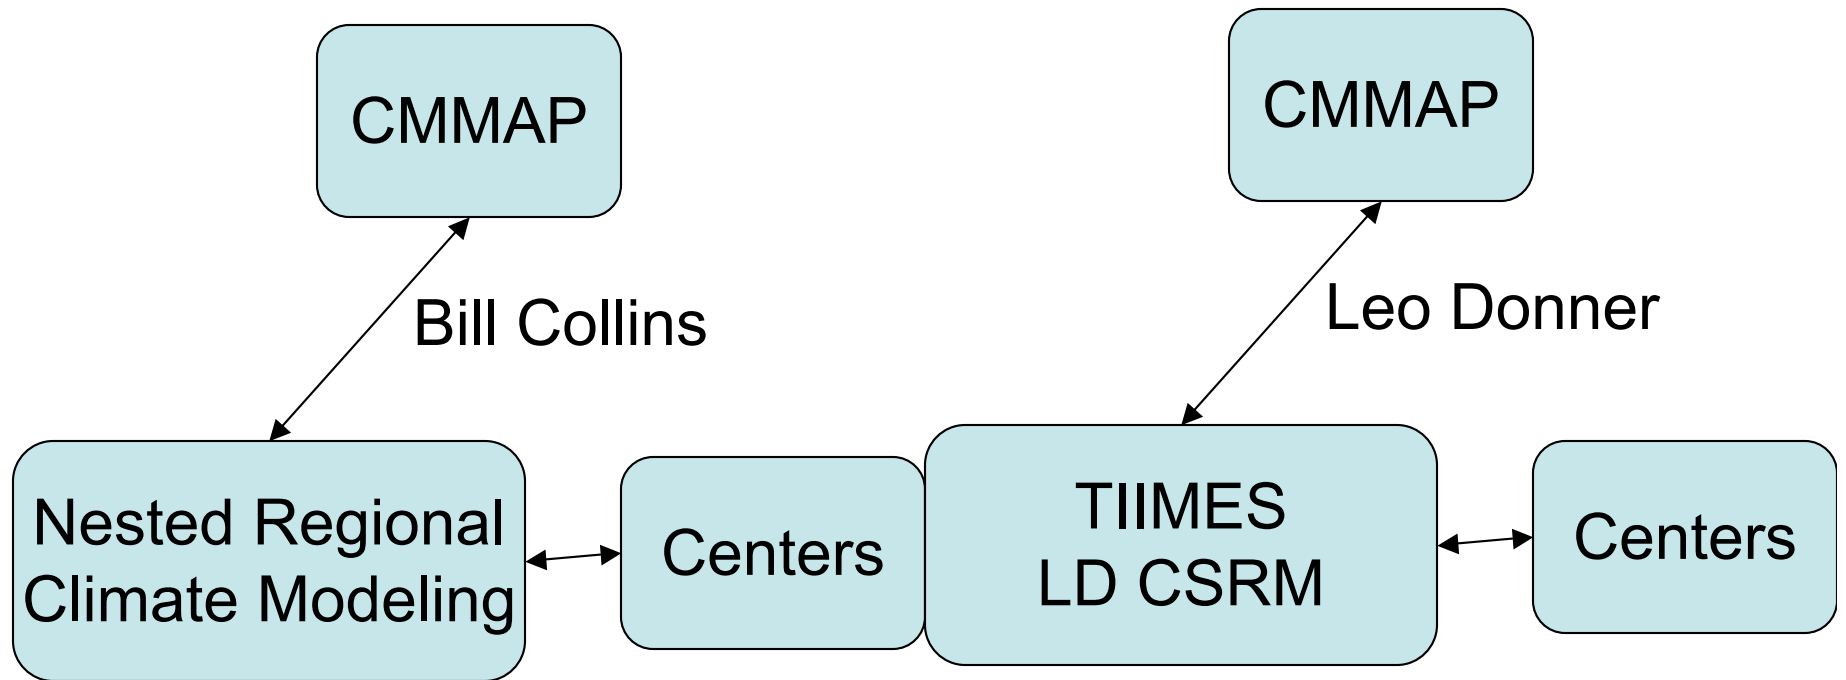 CMMAP
Bill Collins
Nested Regional
Climate Modeling
Centers
CMMAP
Leo Donner
TIIMES
LD CSRM
Centers